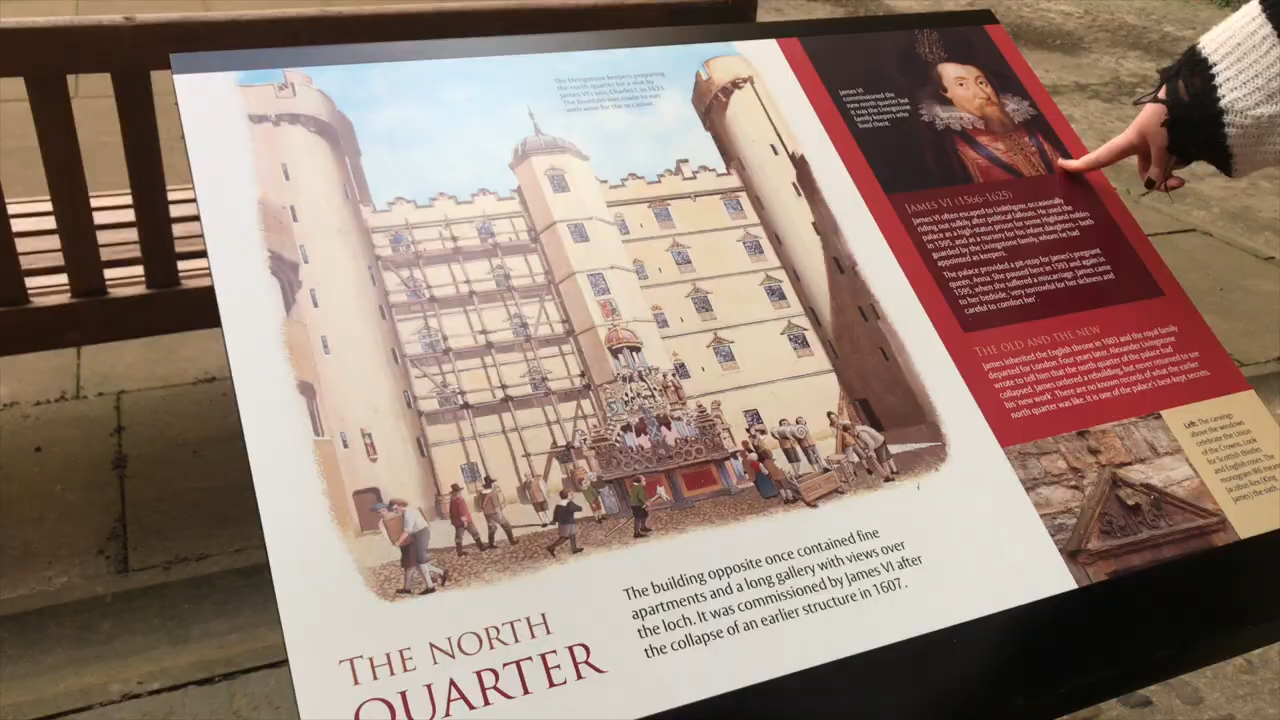 The Livingstone keepers preparing
the north quarter for a visit by
James VI's son, Charles I, in 1633.
The fountain was made to run
with wine for the occasion.
THE NORTH
QUARTER
The building opposite once contained fine
apartments and a long gallery with views over
the loch. It was commissioned by James VI after
the collapse of an earlier structure in 1607.
James VI
commissioned the
new north quarter but
it was the Livingstone
family keepers who
lived there.
JAMES VI (1566–1625)
James VI often escaped to Linlithgow, occasionally
riding out swiftly after political fallouts. He used the
palace as a high-status prison for some Highland nobles
in 1595, and as a nursery for his infant daughters – both
guarded by the Livingstone family, whom he had
appointed as keepers.
The palace provided a pit-stop for James's pregnant
queen, Anna. She paused here in 1593 and again in
1595, when she suffered a miscarriage. James came
to her bedside, 'very sorrowful for her sickness and
careful to comfort her'.
THE OLD AND THE NEW
James inherited the English throne in 1603 and the royal family
departed for London. Four years later, Alexander Livingstone
wrote to tell him that the north quarter of the palace had
collapsed. James ordered a rebuilding, but never returned to see
his 'new work'. There are no known records of what the earlier
north quarter was like. It is one of the palace's best-kept secrets.
Left: The carvings
above the windows
celebrate the Union
of the Crowns. Look
for Scottish thistles
and English roses. The
monogram IR6 means
Jacobus Rex (King
James) the sixth.